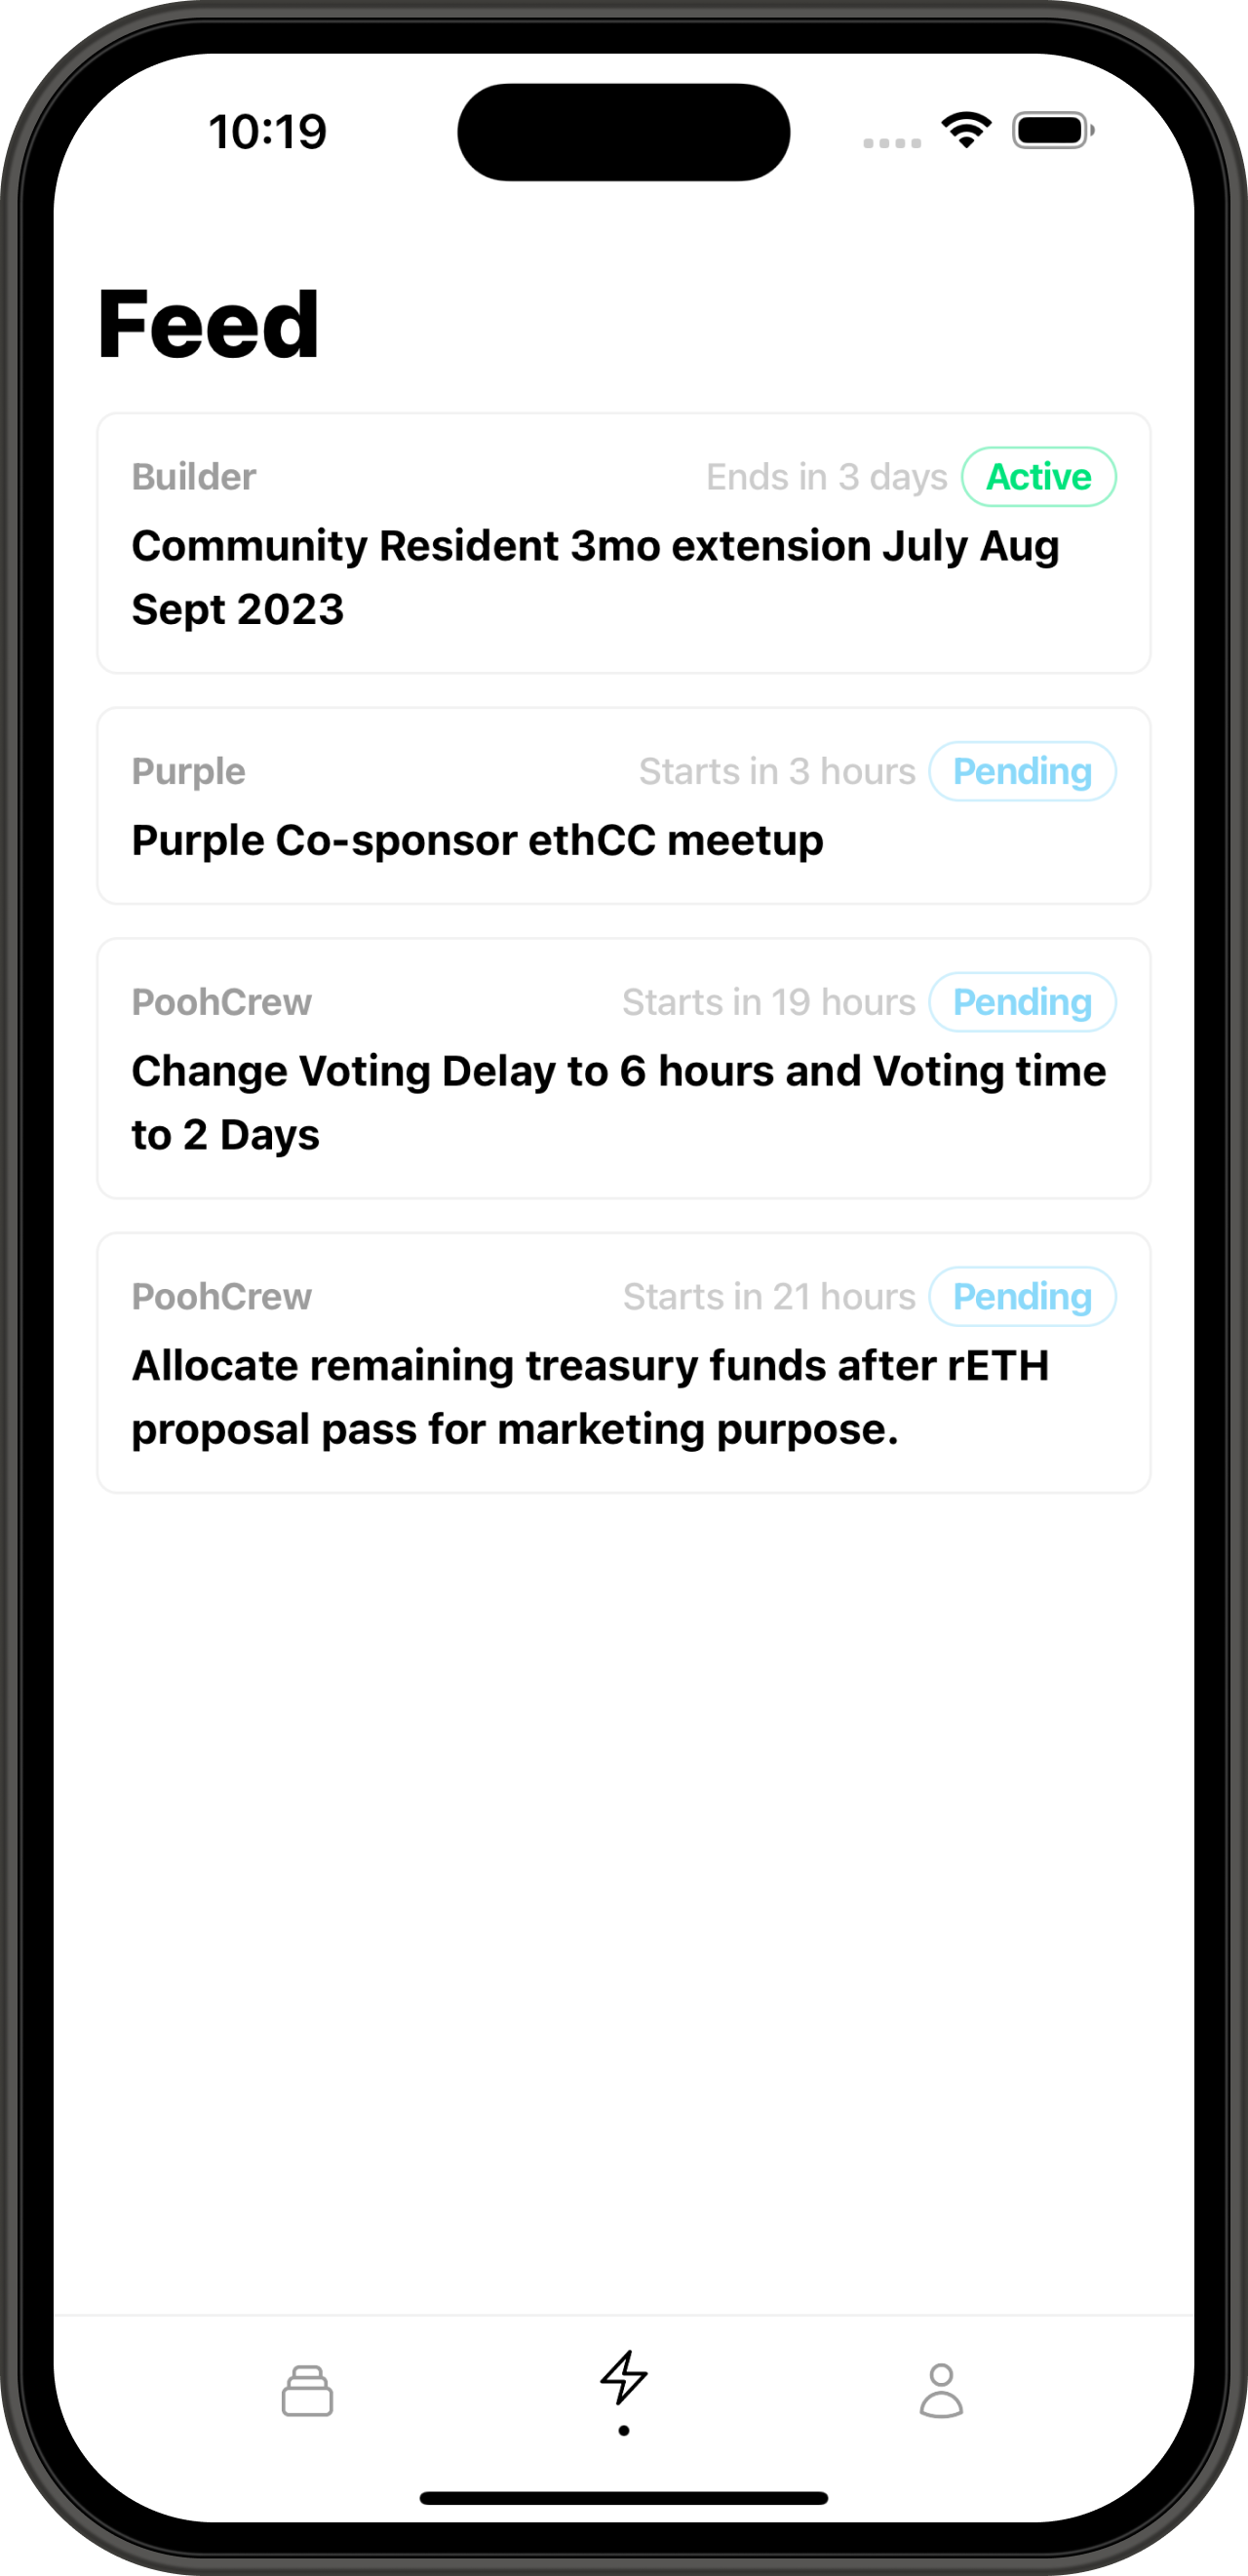 10:19
Feed
Builder Ends in 3 days Active
Community Resident 3mo extension July Aug
Sept 2023
Purple Starts in 3 hours Pending
Purple Co-sponsor ethCC meetup
PoohCrew Starts in 19 hours Pending
Change Voting Delay to 6 hours and Voting time
to 2 Days
PoohCrew Starts in 21 hours Pending
Allocate remaining treasury funds after rETH
proposal pass for marketing purpose.